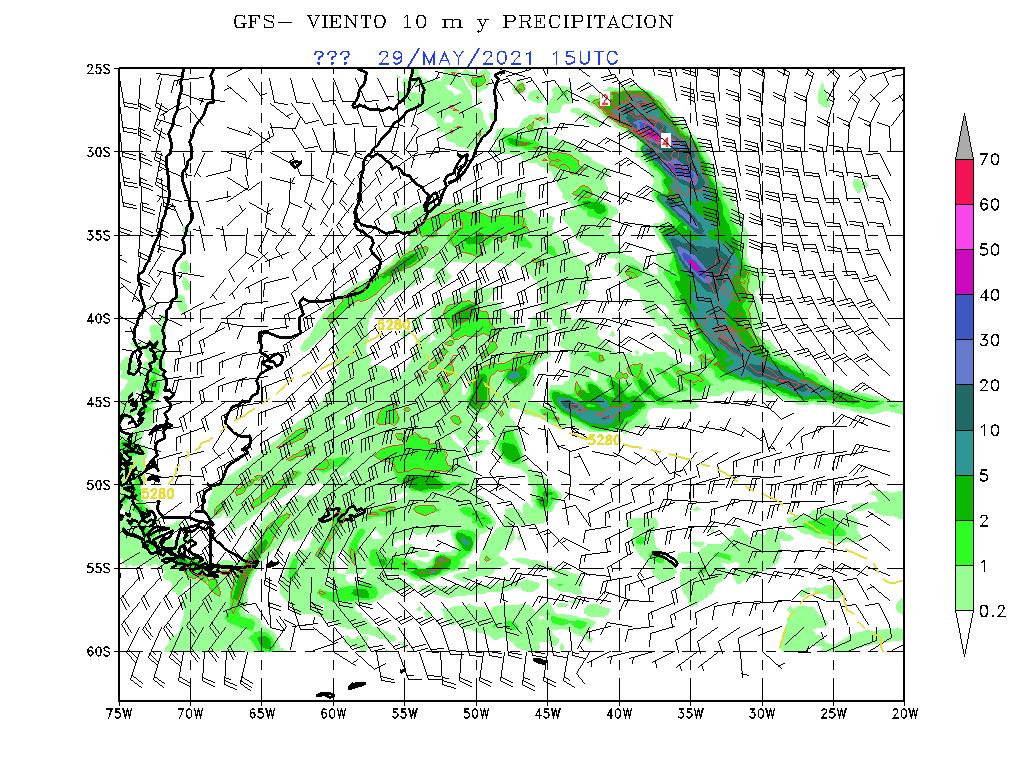 GFS— VIENTO 10 m y PRECIPITACION
??? 29/MAY/2021 15UTC
25S
30S
35S
40S
45S
50S
55S
60S
2
4
5280
5280
5280
75W 70W 65W 60W 55W 50W 45W 40W 35W 30W 25W 20W
70
60
50
40
30
20
10
5
2
1
0.2